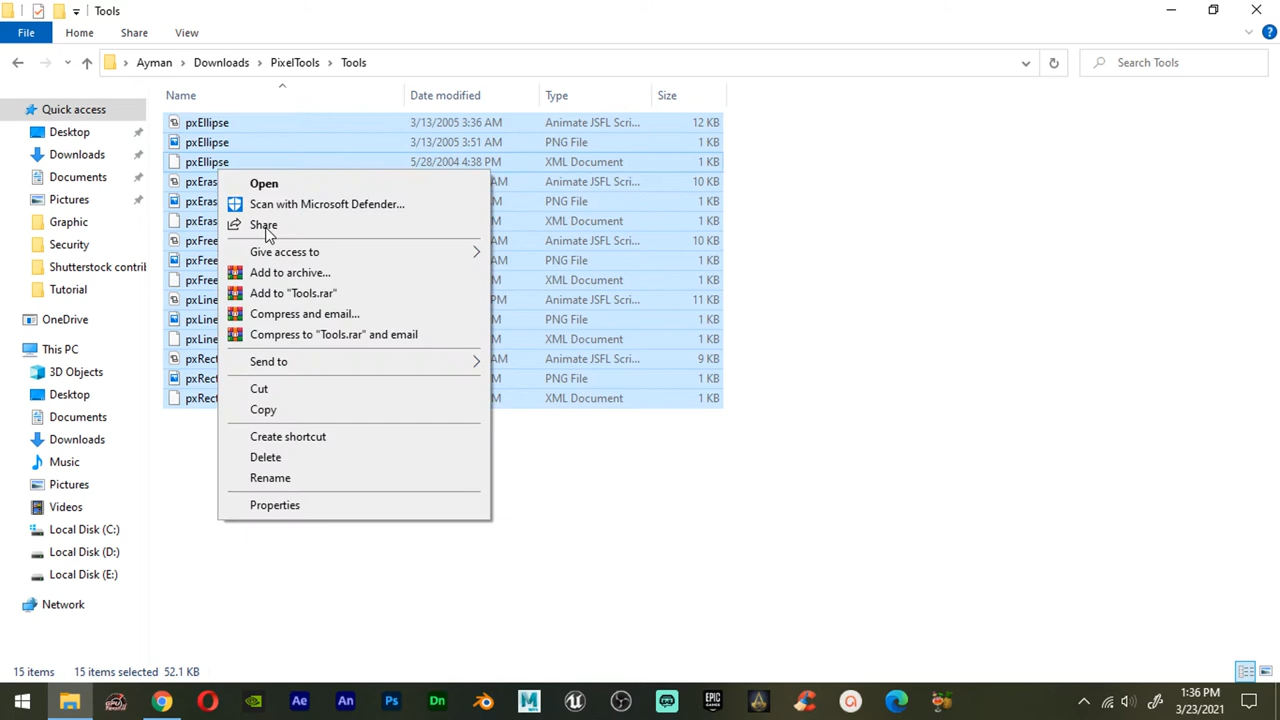 Tools
File Home Share View
Ayman Downloads PixelTools Tools Search Tools
Name Date modified Type Size
Quick access
Desktop
Downloads
Documents
Pictures
Graphic
Security
Shutterstock contrib
Tutorial
OneDrive
This PC
3D Objects
Desktop
Documents
Downloads
Music
Pictures
Videos
Local Disk (C:)
Local Disk (D:)
Local Disk (E:)
Network
pxEllipse 3/13/2005 3:36 AM Animate JSFL Scri... 12 KB
pxEllipse 3/13/2005 3:51 AM PNG File 1 KB
pxEllipse 5/28/2004 4:38 PM XML Document 1 KB
pxEras AM Animate JSFL Scri... 10 KB
pxEras AM PNG File 1 KB
pxEras M XML Document 1 KB
pxFree AM Animate JSFL Scri... 10 KB
pxFree M PNG File 1 KB
pxFree M XML Document 1 KB
pxLine PM Animate JSFL Scri... 11 KB
pxLine M PNG File 1 KB
pxLine M XML Document 1 KB
pxRect AM Animate JSFL Scri... 9 KB
pxRect M PNG File 1 KB
pxRect M XML Document 1 KB
Open
Scan with Microsoft Defender...
Share
Give access to
Add to archive...
Add to "Tools.rar"
Compress and email...
Compress to "Tools.rar" and email
Send to
Cut
Copy
Create shortcut
Delete
Rename
Properties
15 items 15 items selected 52.1 KB
Ae An Ps Dn
EPIC GAMES
1:36 PM
3/23/2021